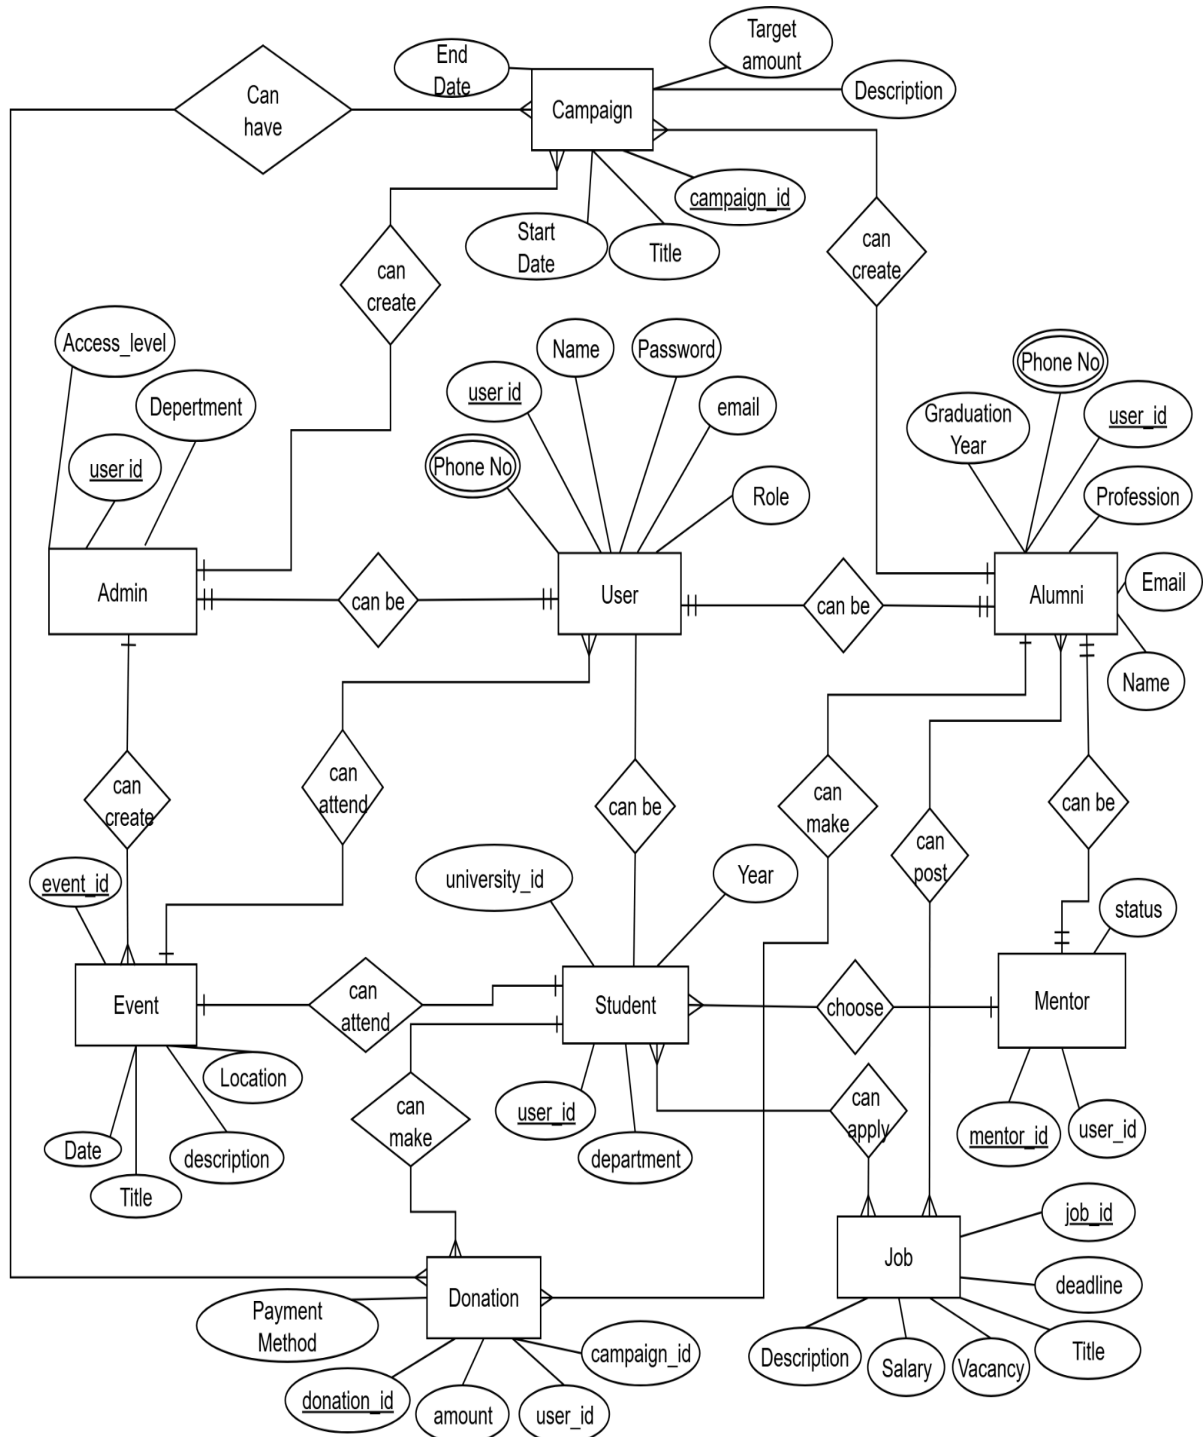 End
Date
Target
amount
Description
Can
have
Campaign
campaign_id
Start
Date
Title
can
create
can
create
Access_level
Depertment
user id
Name
Password
user id
email
Phone No
Role
Phone No
Graduation
Year
user_id
Profession
Email
Name
Admin
can be
User
can be
Alumni
can
create
can
attend
can be
can
make
can
post
can be
event_id
university_id
Year
status
Event
can
attend
Student
choose
Mentor
Location
Date
Title
description
can
make
user_id
department
can
apply
mentor_id
user_id
Donation
Payment
Method
donation_id
amount
user_id
campaign_id
Job
job_id
deadline
Title
Description
Salary
Vacancy